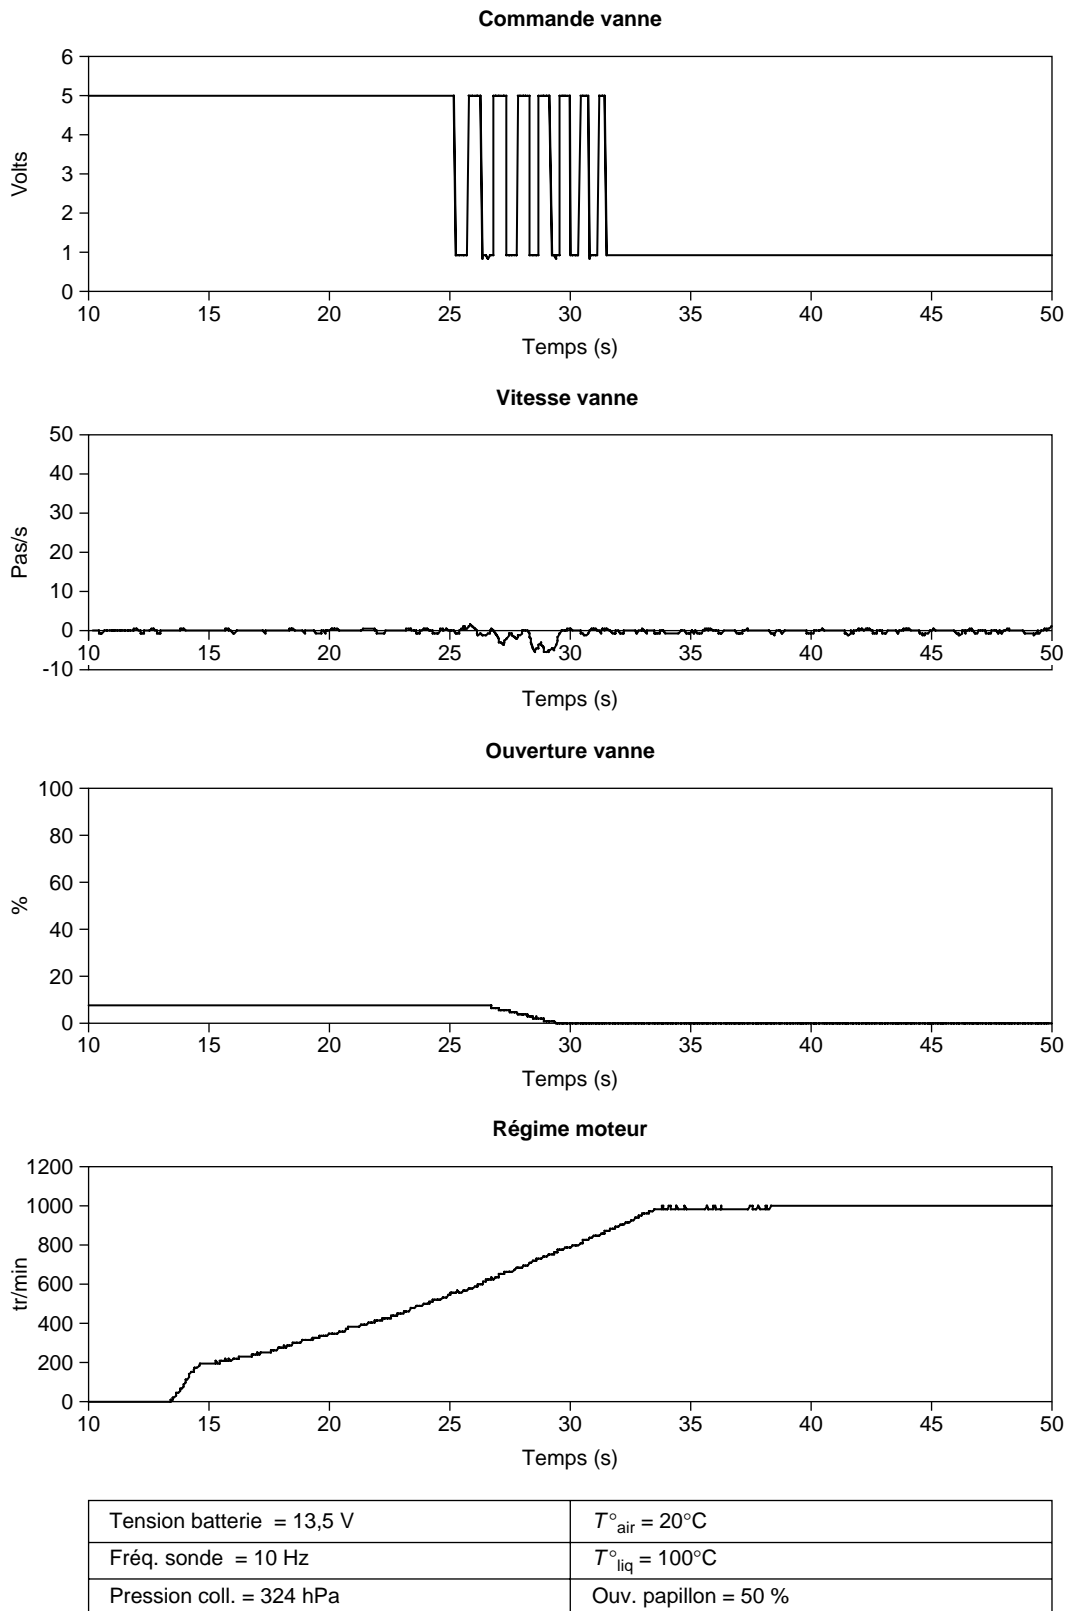 Commande vanne
6
5
4
3
2
1
0
Volts
10 15 20 25 30 35 40 45 50
Temps (s)
Vitesse vanne
50
40
30
20
10
0
-10
Pas/s
10 15 20 25 30 35 40 45 50
Temps (s)
Ouverture vanne
100
80
60
40
20
0
%
10 15 20 25 30 35 40 45 50
Temps (s)
Régime moteur
1200
1000
800
600
400
200
0
tr/min
10 15 20 25 30 35 40 45 50
Temps (s)
Tension batterie = 13,5 V
T°air = 20°C
Fréq. sonde = 10 Hz
T°liq = 100°C
Pression coll. = 324 hPa
Ouv. papillon = 50 %